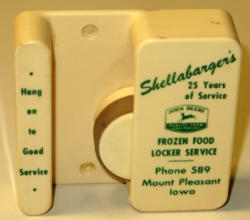 • Hang
on
to
Good
Service •
Shellabarger's
25 Years
of Service
JOHN DEERE
FROZEN FOOD
LOCKER SERVICE
Phone 589
Mount Pleasant
Iowa